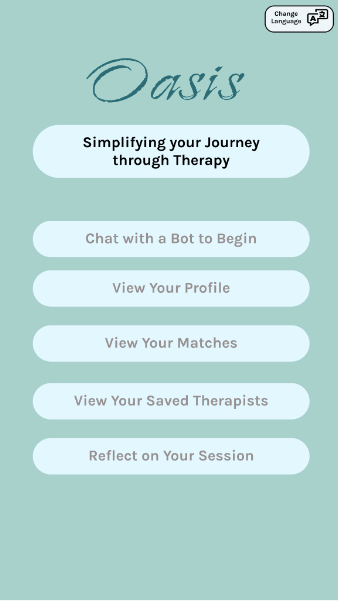 Change
Language
Oasis
Simplifying your Journey
through Therapy
Chat with a Bot to Begin
View Your Profile
View Your Matches
View Your Saved Therapists
Reflect on Your Session